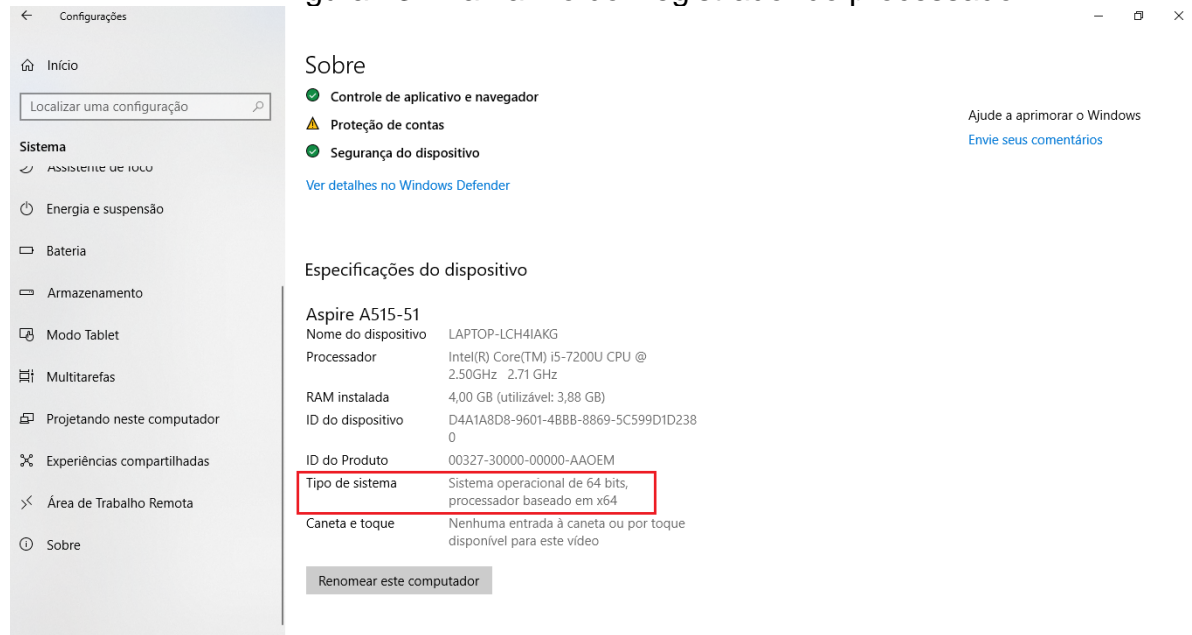 Configurações
Início
Localizar uma configuração
Sistema
Assistente de foco
Energia e suspensão
Bateria
Armazenamento
Modo Tablet
Multitarefas
Projetando neste computador
Experiências compartilhadas
Área de Trabalho Remota
Sobre
Sobre
Controle de aplicativo e navegador
Proteção de contas
Segurança do dispositivo
Ver detalhes no Windows Defender
Especificações do dispositivo
Aspire A515-51
Nome do dispositivo LAPTOP-LCH4IAKG
Processador Intel(R) Core(TM) i5-7200U CPU @
2.50GHz 2.71 GHz
RAM instalada 4,00 GB (utilizável: 3,88 GB)
ID do dispositivo D4A1A8D8-9601-4BBB-8869-5C599D1D238
0
ID do Produto 00327-30000-00000-AAOEM
Tipo de sistema Sistema operacional de 64 bits,
processador baseado em x64
Caneta e toque Nenhuma entrada à caneta ou por toque
disponível para este vídeo
Renomear este computador
Ajude a aprimorar o Windows
Envie seus comentários